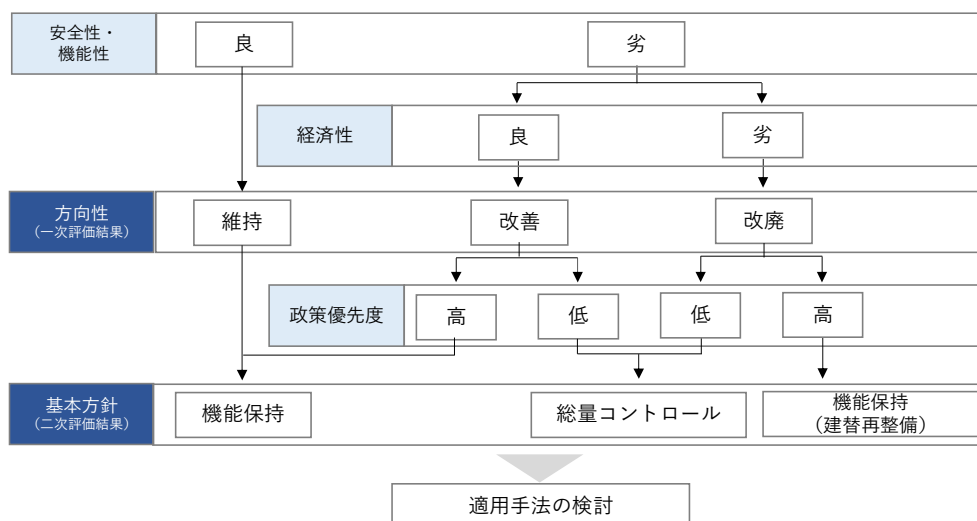 安全性・
機能性
良
劣
経済性
良
劣
方向性
（一次評価結果）
維持
改善
改廃
政策優先度
高
低
低
高
基本方針
（二次評価結果）
機能保持
総量コントロール
機能保持
（建替再整備）
適用手法の検討